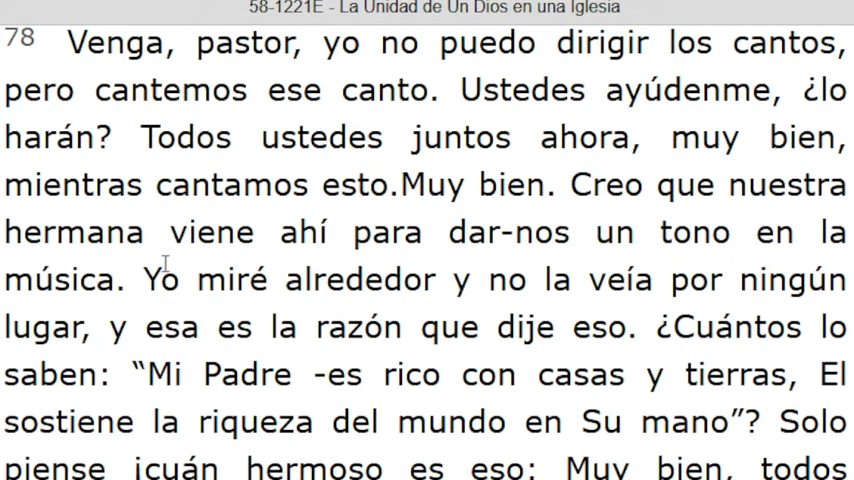 58-1221E - La Unidad de Un Dios en una Iglesia
78 Venga, pastor, yo no puedo dirigir los cantos,
pero cantemos ese canto. Ustedes ayúdenme, ¿lo
harán? Todos ustedes juntos ahora, muy bien,
mientras cantamos esto.Muy bien. Creo que nuestra
hermana viene ahí para dar-nos un tono en la
música. Yo miré alrededor y no la veía por ningún
lugar, y esa es la razón que dije eso. ¿Cuántos lo
saben: “Mi Padre -es rico con casas y tierras, El
sostiene la riqueza del mundo en Su mano”? Solo
piense ¡cuán hermoso es eso: Muy bien, todos